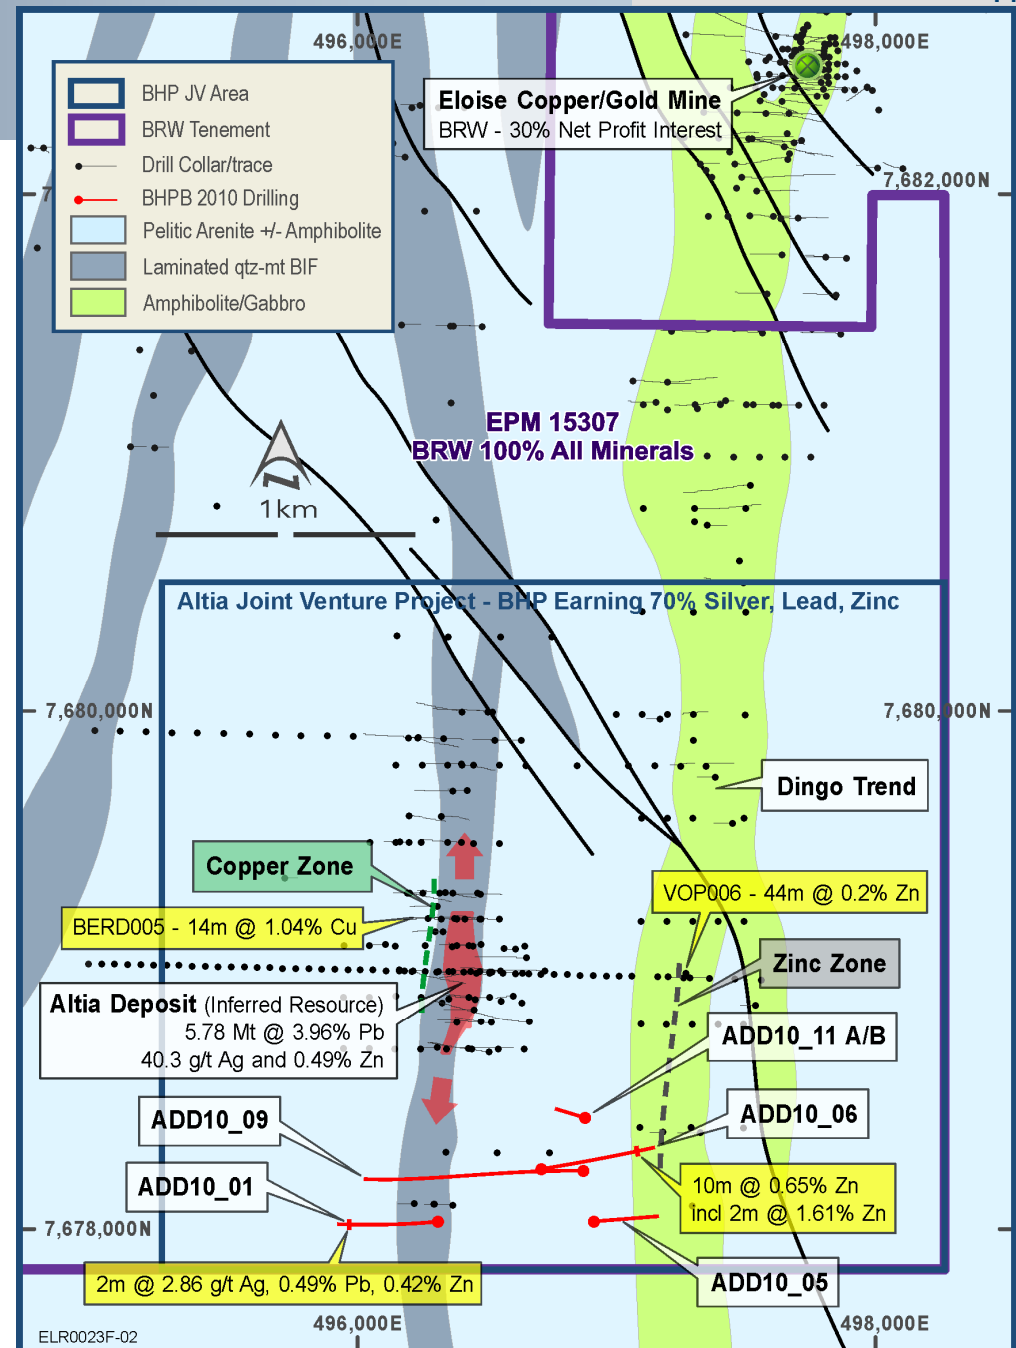 496,000E
498,000E
BHP JV Area
BRW Tenement
Drill Collar/trace
BHPB 2010 Drilling
Pelitic Arenite +/- Amphibolite
Laminated qtz-mt BIF
Amphibolite/Gabbro
Eloise Copper/Gold Mine
BRW - 30% Net Profit Interest
7,682,000N
EPM 15307
BRW 100% All Minerals
1km
Altia Joint Venture Project - BHP Earning 70% Silver, Lead, Zinc
7,680,000N
7,680,000N
Dingo Trend
Copper Zone
VOP006 - 44m @ 0.2% Zn
BERD005 - 14m @ 1.04% Cu
Zinc Zone
Altia Deposit (Inferred Resource)
5.78 Mt @ 3.96% Pb
40.3 g/t Ag and 0.49% Zn
ADD10_11 A/B
ADD10_09
ADD10_06
ADD10_01
10m @ 0.65% Zn
incl 2m @ 1.61% Zn
7,678,000N
2m @ 2.86 g/t Ag, 0.49% Pb, 0.42% Zn
ADD10_05
496,000E
498,000E
ELR0023F-02